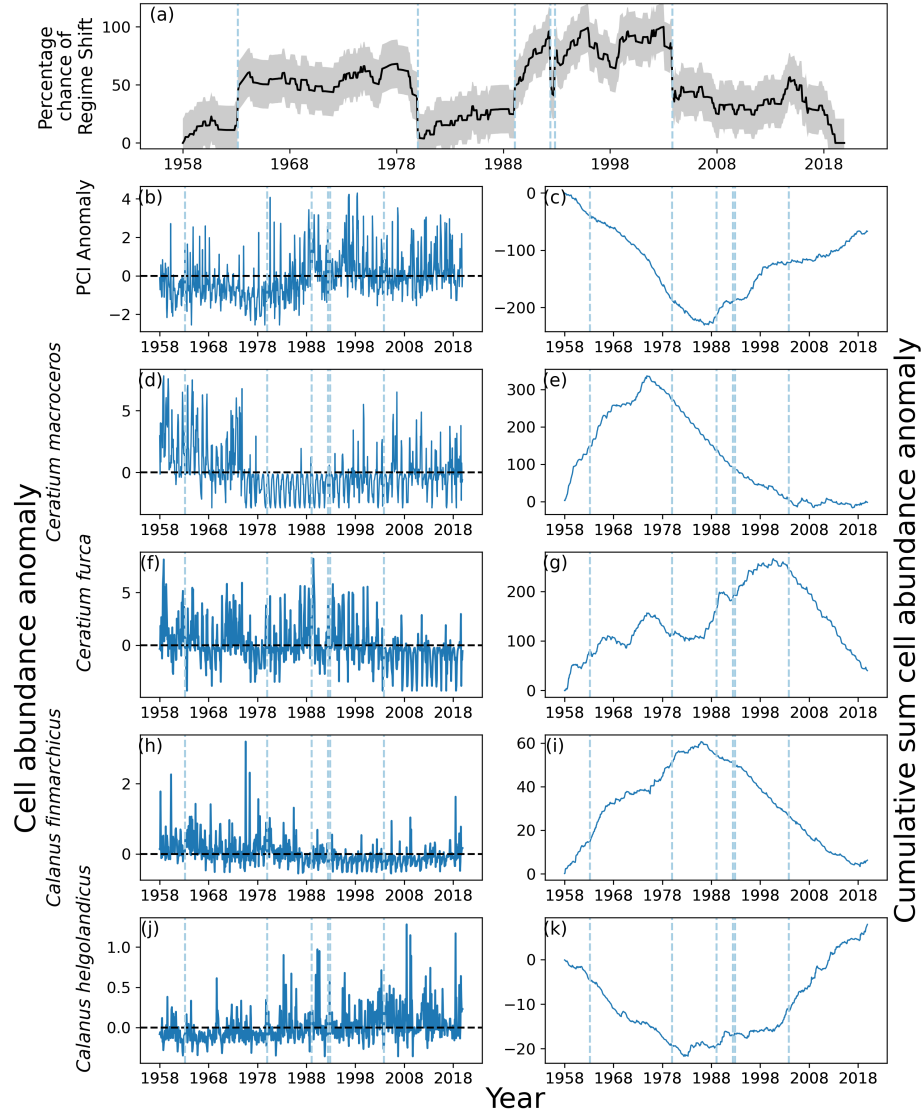 (a)
Percentage
chance of
Regime Shift
100
50
0
1958 1968 1978 1988 1998 2008 2018
(b)
PCI Anomaly
4
2
0
−2
1958 1968 1978 1988 1998 2008 2018
(c)
0
−100
−200
1958 1968 1978 1988 1998 2008 2018
(d)
Ceratium macroceros
5
0
1958 1968 1978 1988 1998 2008 2018
(e)
300
200
100
0
1958 1968 1978 1988 1998 2008 2018
(f)
Ceratium furca
5
0
1958 1968 1978 1988 1998 2008 2018
(g)
200
100
0
1958 1968 1978 1988 1998 2008 2018
(h)
Calanus finmarchicus
2
0
1958 1968 1978 1988 1998 2008 2018
(i)
60
40
20
0
1958 1968 1978 1988 1998 2008 2018
(j)
Calanus helgolandicus
1.0
0.5
0.0
1958 1968 1978 1988 1998 2008 2018
(k)
0
−10
−20
1958 1968 1978 1988 1998 2008 2018
Cell abundance anomaly
Cumulative sum cell abundance anomaly
Year